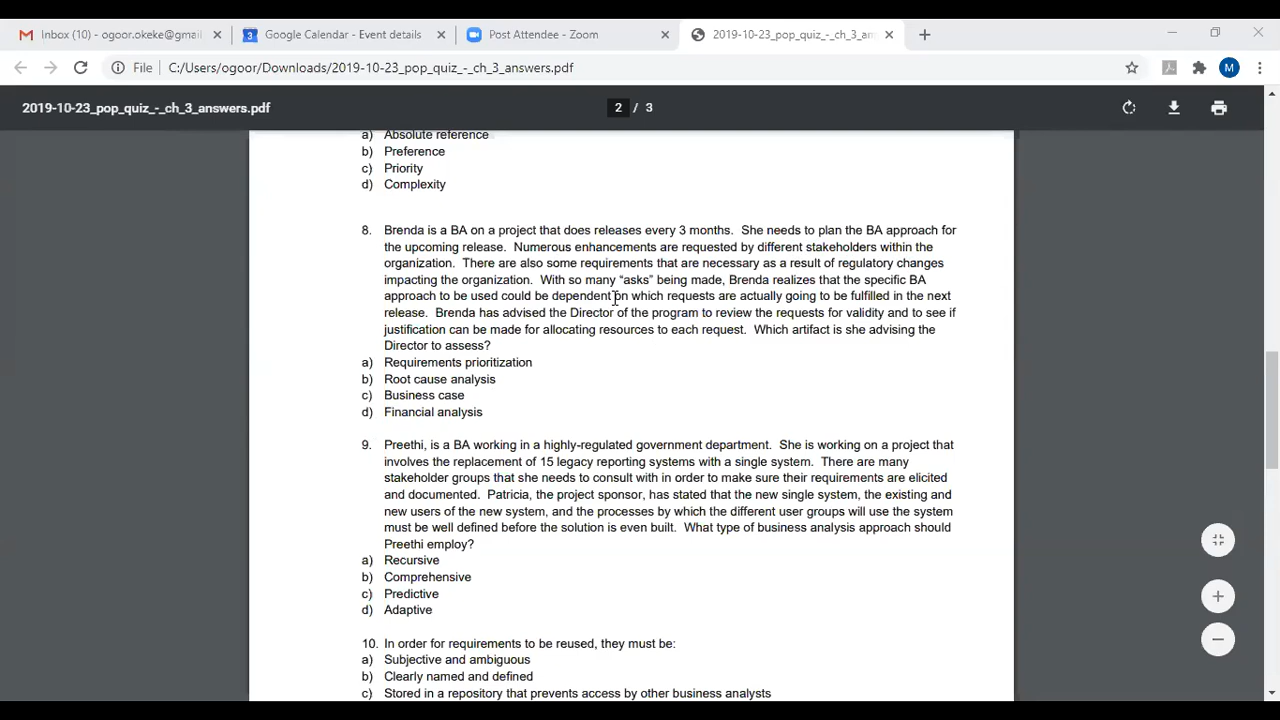 Inbox (10) - ogoor.okeke@gmail
Google Calendar - Event details
Post Attendee - Zoom
2019-10-23_pop_quiz_-_ch_3_ans
File
C:/Users/ogoor/Downloads/2019-10-23_pop_quiz_-_ch_3_answers.pdf
M
2019-10-23_pop_quiz_-_ch_3_answers.pdf
2 / 3
a) Absolute reference
b) Preference
c) Priority
d) Complexity
8. Brenda is a BA on a project that does releases every 3 months. She needs to plan the BA approach for
the upcoming release. Numerous enhancements are requested by different stakeholders within the
organization. There are also some requirements that are necessary as a result of regulatory changes
impacting the organization. With so many “asks” being made, Brenda realizes that the specific BA
approach to be used could be dependent on which requests are actually going to be fulfilled in the next
release. Brenda has advised the Director of the program to review the requests for validity and to see if
justification can be made for allocating resources to each request. Which artifact is she advising the
Director to assess?
a) Requirements prioritization
b) Root cause analysis
c) Business case
d) Financial analysis
9. Preethi, is a BA working in a highly-regulated government department. She is working on a project that
involves the replacement of 15 legacy reporting systems with a single system. There are many
stakeholder groups that she needs to consult with in order to make sure their requirements are elicited
and documented. Patricia, the project sponsor, has stated that the new single system, the existing and
new users of the new system, and the processes by which the different user groups will use the system
must be well defined before the solution is even built. What type of business analysis approach should
Preethi employ?
a) Recursive
b) Comprehensive
c) Predictive
d) Adaptive
10. In order for requirements to be reused, they must be:
a) Subjective and ambiguous
b) Clearly named and defined
c) Stored in a repository that prevents access by other business analysts